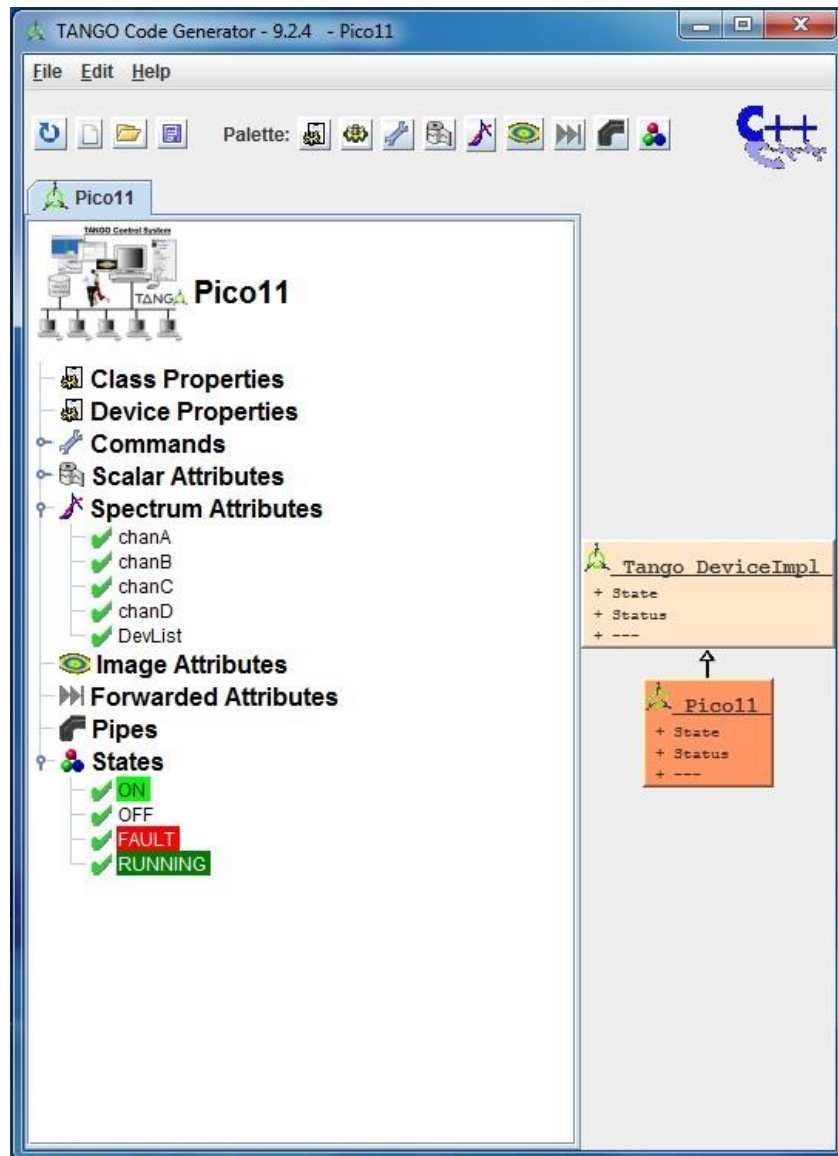 TANGO Code Generator - 9.2.4 - Pico11
File Edit Help
Palette:
C++
Pico11
TANGO Control System
TANGO
Pico11
Class Properties
Device Properties
Commands
Scalar Attributes
Spectrum Attributes
chanA
chanB
chanC
chanD
DevList
Image Attributes
Forwarded Attributes
Pipes
States
ON
OFF
FAULT
RUNNING
Tango DeviceImpl
+ State
+ Status
+ ---
Pico11
+ State
+ Status
+ ---